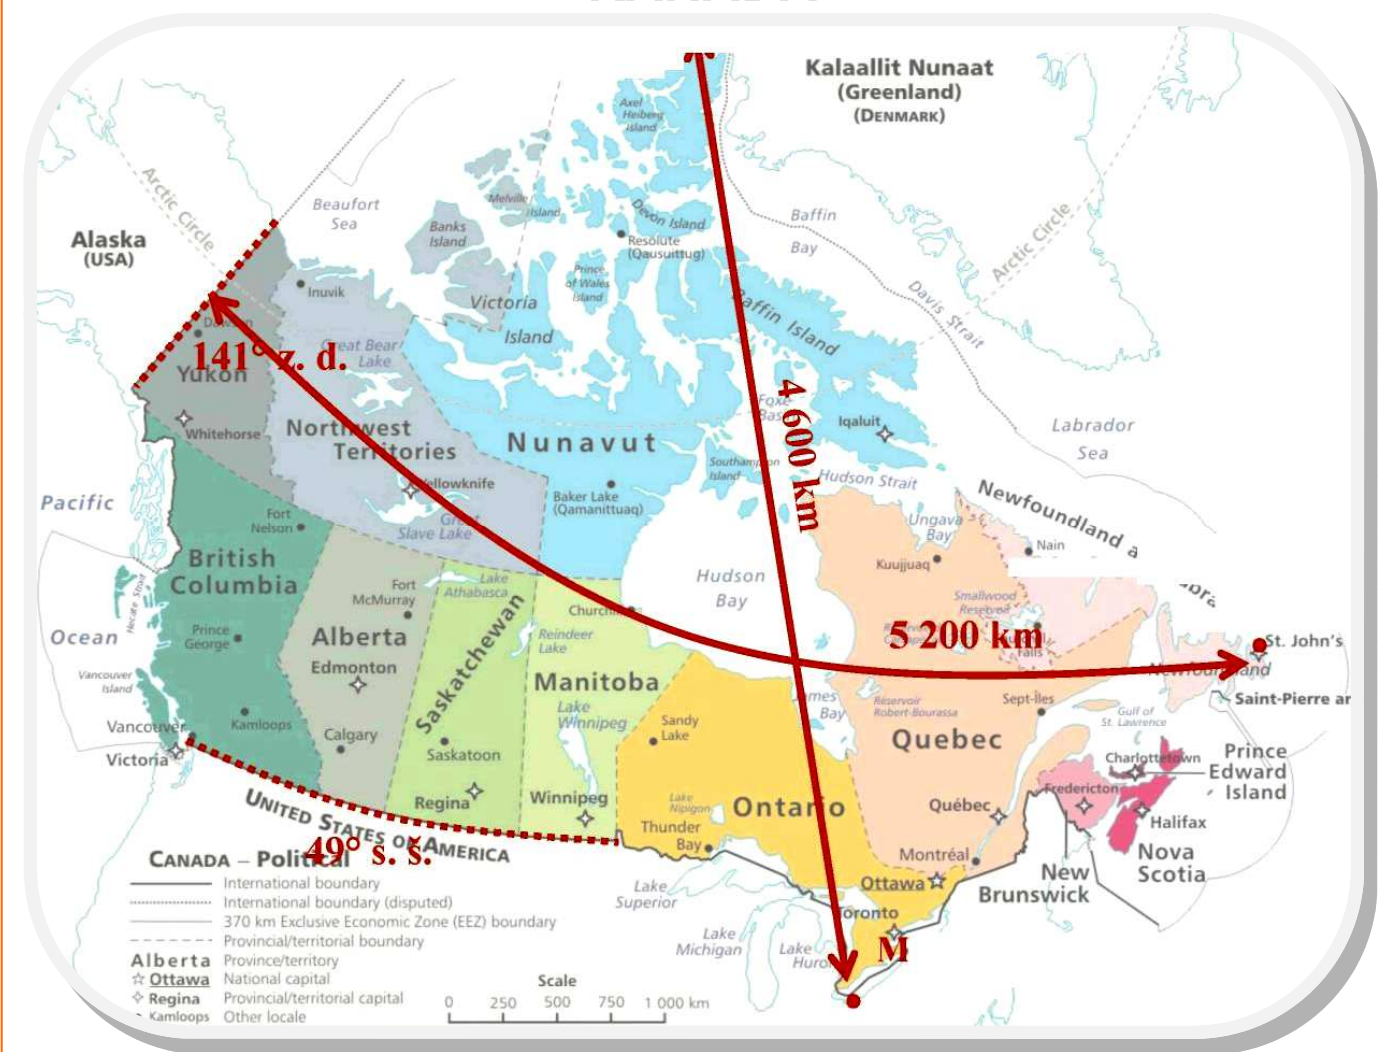 Kalaallit Nunaat
(Greenland)
(DENMARK)
Axel
Heiberg
Island
Arctic Circle
Beaufort
Sea
Melville
Island
Banks
Island
Devon Island
Resolute
(Qausuittuq)
Baffin
Bay
Arctic Circle
Alaska
(USA)
Prince
of Wales
Island
Inuvik
Victoria
Island
Baffin Island
Davis Strait
Dawson
141° z. d.
Great Bear
Lake
Yukon
Foxe
4 600 km
Iqaluit
Labrador
Sea
Whitehorse
Northwest
Territories
Nunavut
Southampton
Island
Hudson Strait
Newfoundland a
Pacific
Yellowknife
Baker Lake
(Qamanittuaq)
Fort
Nelson
Great
Slave Lake
Ungava
Bay
Nain
British
Columbia
Kuujjuaq
Hudson
Bay
Lake
Athabasca
Fort
McMurray
Hecate Strait
Smallwood
Reservoir
Churchill
Ocean
Prince
George
Alberta
Saskatchewan
Reindeer
Lake
5 200 km
Falls
St. John's
Edmonton
Newfoundland
Vancouver
Island
Manitoba
Saint-Pierre ar
Lake
Winnipeg
James
Bay
Réservoir
Robert-Bourassa
Sept-Îles
Gulf of
St. Lawrence
Vancouver
Kamloops
Calgary
Sandy
Lake
Quebec
Victoria
Saskatoon
Charlottetown
Prince
Edward
Island
Regina
Winnipeg
Lake
Nipigon
Ontario
Fredericton
Québec
Halifax
UNITED STATES OF AMERICA
49° s. š.
Thunder
Bay
Montréal
Nova
Scotia
CANADA – Political
New
Brunswick
Ottawa
International boundary
International boundary (disputed)
370 km Exclusive Economic Zone (EEZ) boundary
Provincial/territorial boundary
Alberta Province/territory
Ottawa National capital
Regina Provincial/territorial capital
Kamloops Other locale
Lake
Superior
Toronto
Lake
Michigan
Lake
Huron
M
Scale
0 250 500 750 1 000 km